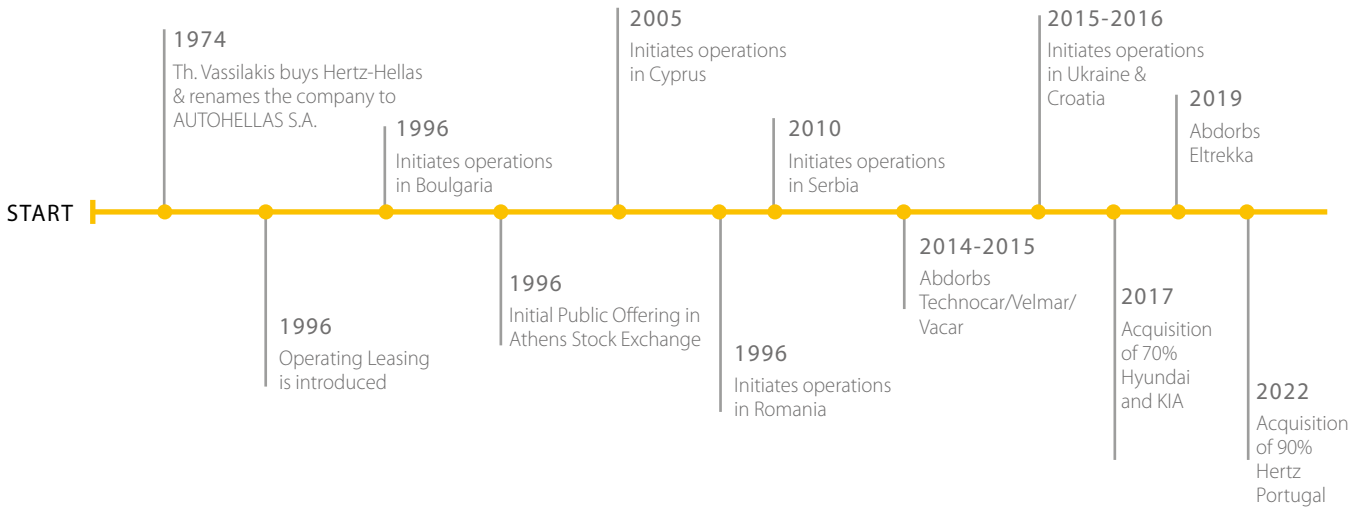 START
1974
Th. Vassilakis buys Hertz-Hellas
& renames the company to
AUTOHELLAS S.A.
1996
Operating Leasing
is introduced
1996
Initiates operations
in Boulgaria
1996
Initial Public Offering in
Athens Stock Exchange
2005
Initiates operations
in Cyprus
1996
Initiates operations
in Romania
2010
Initiates operations
in Serbia
2014-2015
Abdorbs
Technocar/Velmar/
Vacar
2015-2016
Initiates operations
in Ukraine &
Croatia
2017
Acquisition
of 70%
Hyundai
and KIA
2019
Abdorbs
Eltrekka
2022
Acquisition
of 90%
Hertz
Portugal